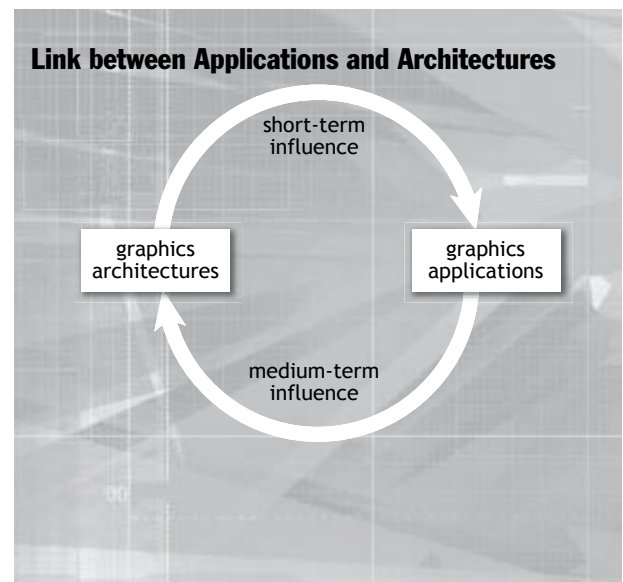 Link between Applications and Architectures
short-term
influence
graphics
architectures
graphics
applications
medium-term
influence